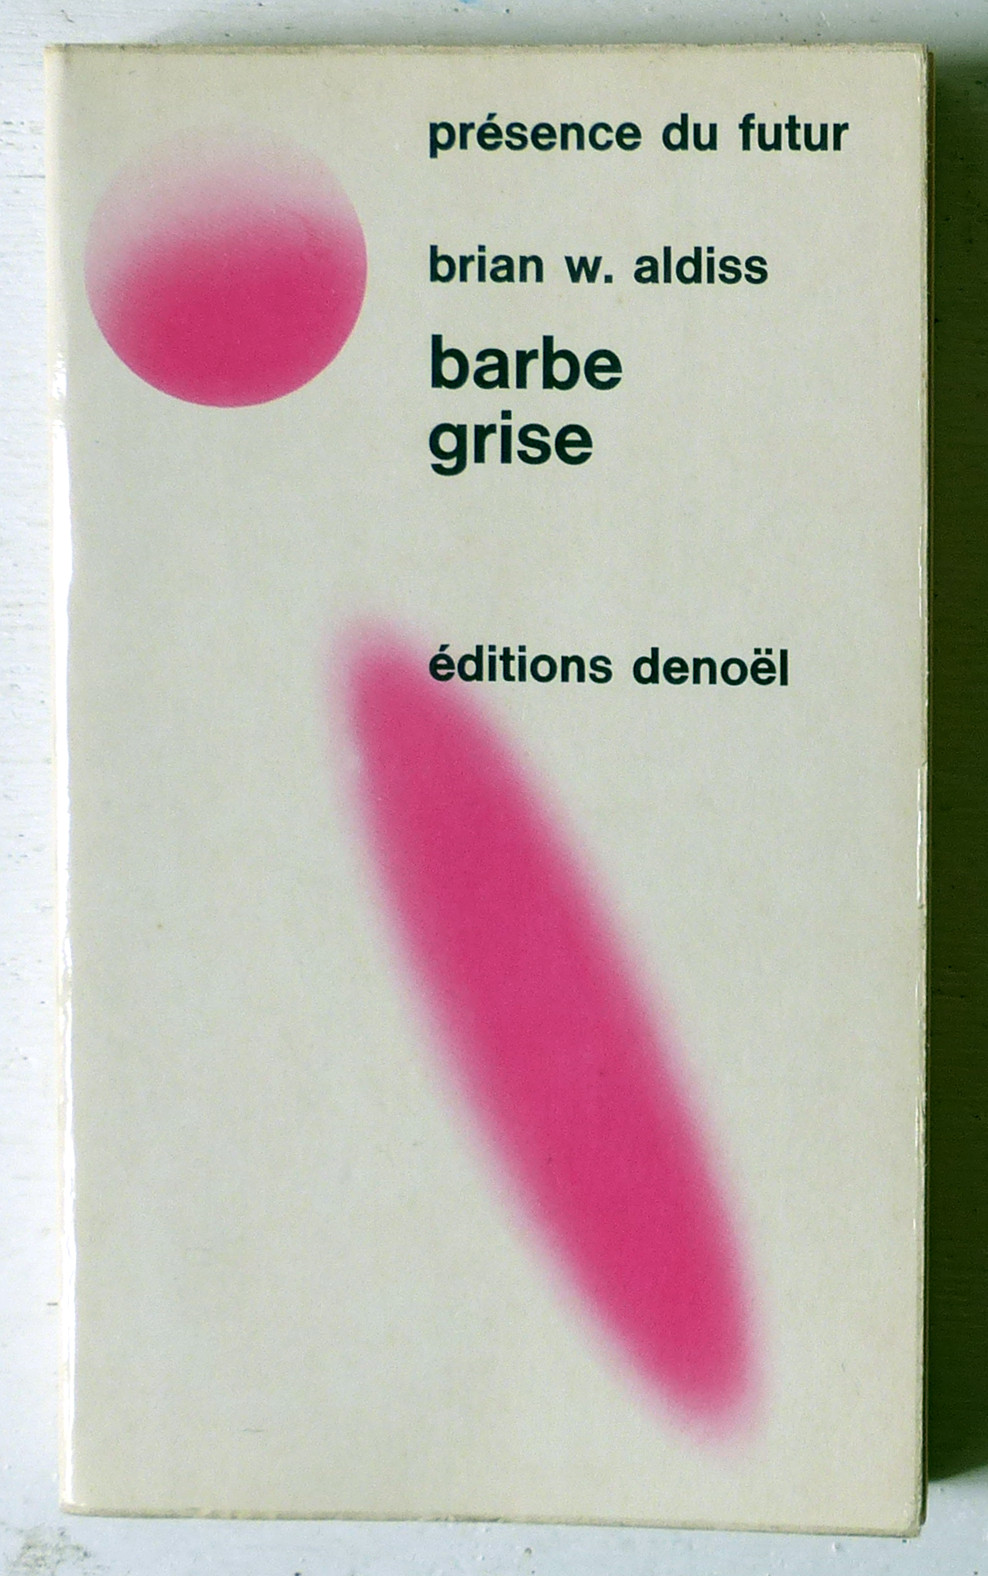 présence du futur
brian w. aldiss
barbe
grise
éditions denoël